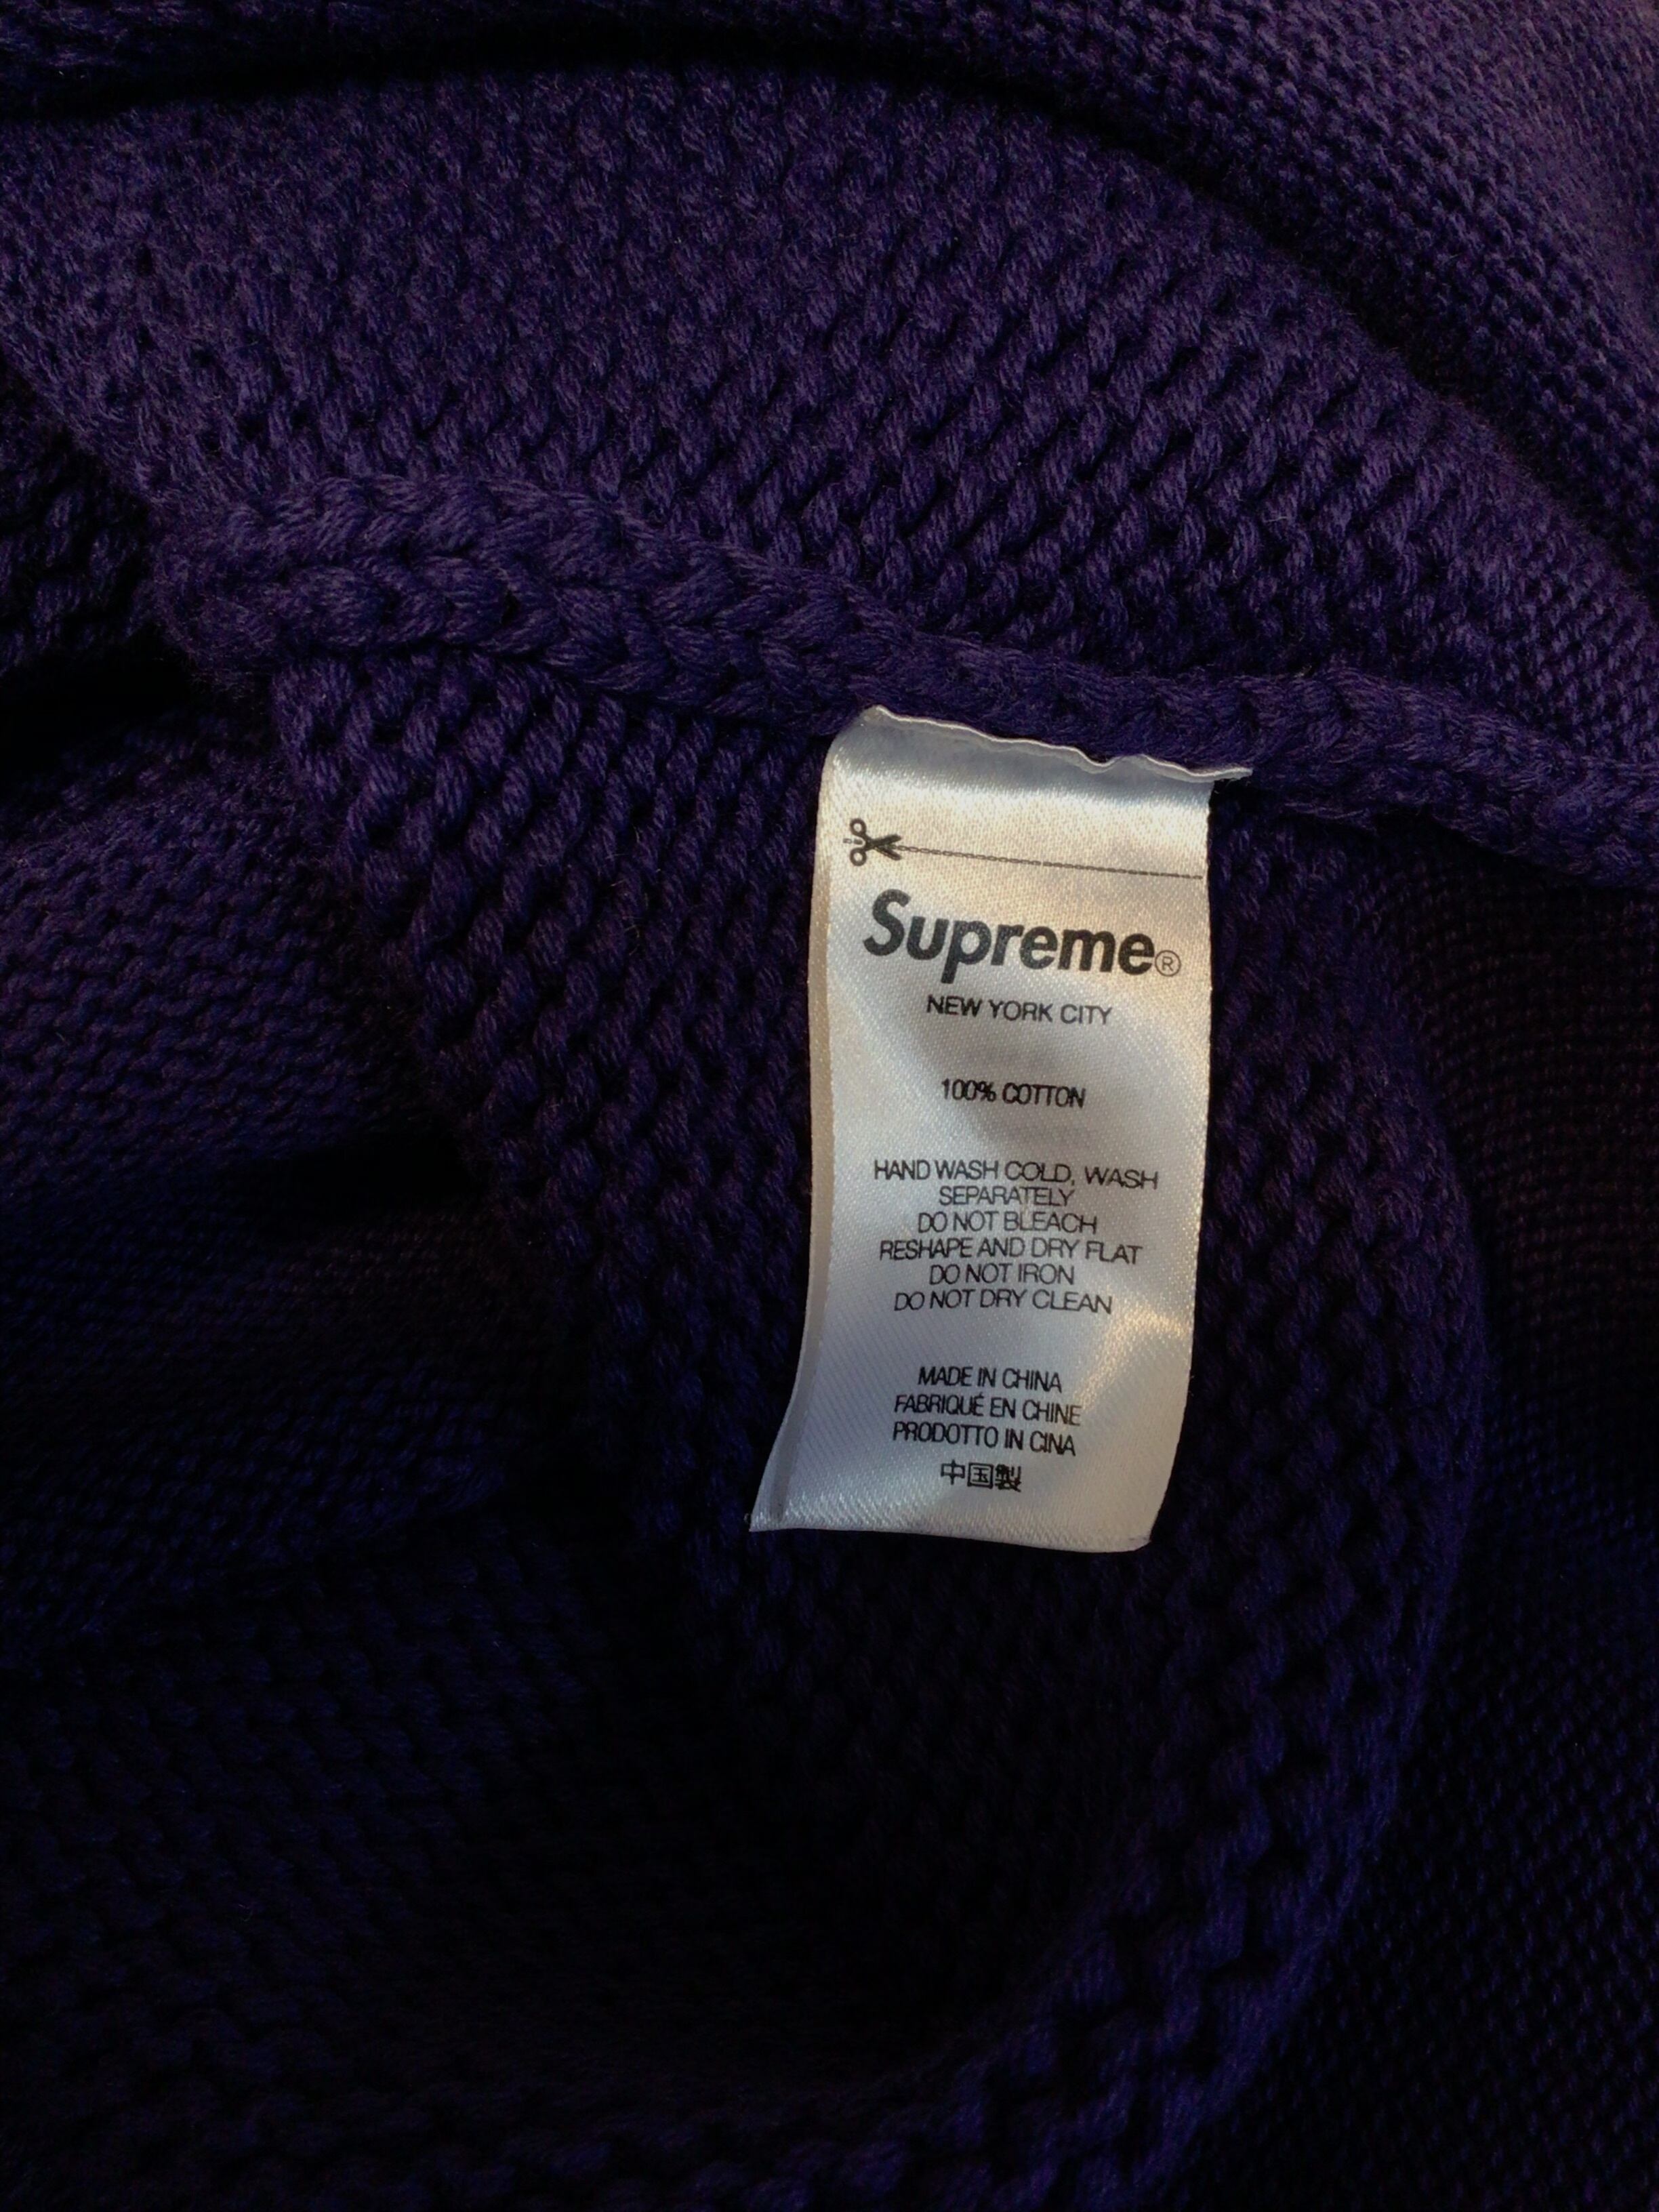 Supreme®
NEW YORK CITY
100% COTTON
HAND WASH COLD, WASH
SEPARATELY
DO NOT BLEACH
RESHAPE AND DRY FLAT
DO NOT IRON
DO NOT DRY CLEAN
MADE IN CHINA
FABRIQUÉ EN CHINE
PRODOTTO IN CINA
中国製